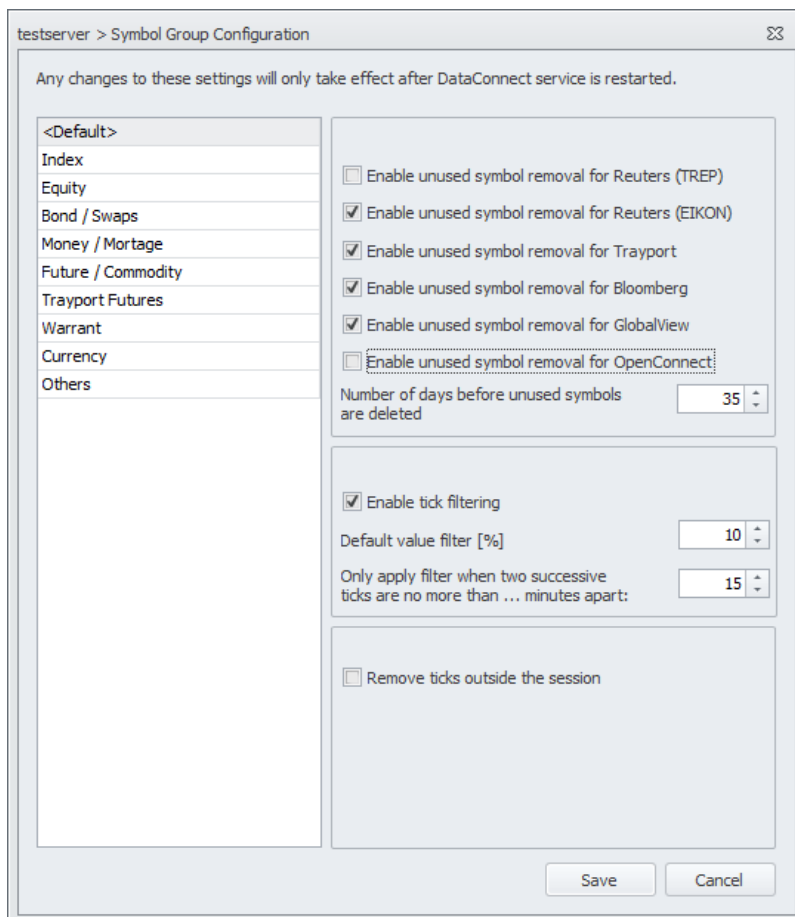 testserver > Symbol Group Configuration
Any changes to these settings will only take effect after DataConnect service is restarted.
<Default>
Index
Equity
Bond / Swaps
Money / Mortage
Future / Commodity
Trayport Futures
Warrant
Currency
Others
Enable unused symbol removal for Reuters (TREP)
Enable unused symbol removal for Reuters (EIKON)
Enable unused symbol removal for Trayport
Enable unused symbol removal for Bloomberg
Enable unused symbol removal for GlobalView
Enable unused symbol removal for OpenConnect
Number of days before unused symbols
are deleted
35
Enable tick filtering
Default value filter [%]
10
Only apply filter when two successive
ticks are no more than ... minutes apart:
15
Remove ticks outside the session
Save
Cancel